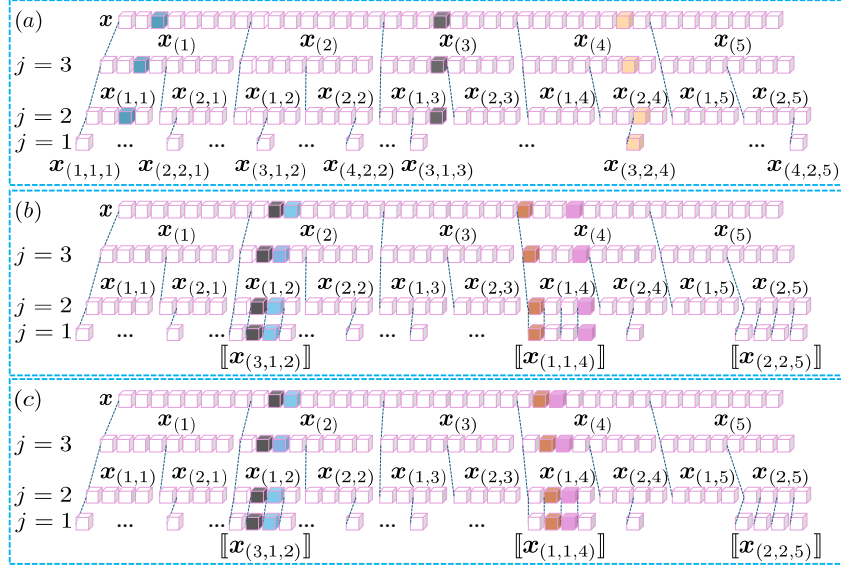 (a) x
x(1) x(2) x(3) x(4) x(5)
j = 3
x(1,1) x(2,1) x(1,2) x(2,2) x(1,3) x(2,3) x(1,4) x(2,4) x(1,5) x(2,5)
j = 2
j = 1 ... ... ... ... ... ...
x(1,1,1) x(2,2,1) x(3,1,2) x(4,2,2) x(3,1,3) x(3,2,4) x(4,2,5)
(b) x
x(1) x(2) x(3) x(4) x(5)
j = 3
x(1,1) x(2,1) x(1,2) x(2,2) x(1,3) x(2,3) x(1,4) x(2,4) x(1,5) x(2,5)
j = 2
j = 1 ... ... ... ... ... ...
⟦x(3,1,2)⟧ ⟦x(1,1,4)⟧ ⟦x(2,2,5)⟧
(c) x
x(1) x(2) x(3) x(4) x(5)
j = 3
x(1,1) x(2,1) x(1,2) x(2,2) x(1,3) x(2,3) x(1,4) x(2,4) x(1,5) x(2,5)
j = 2
j = 1 ... ... ... ... ... ...
⟦x(3,1,2)⟧ ⟦x(1,1,4)⟧ ⟦x(2,2,5)⟧